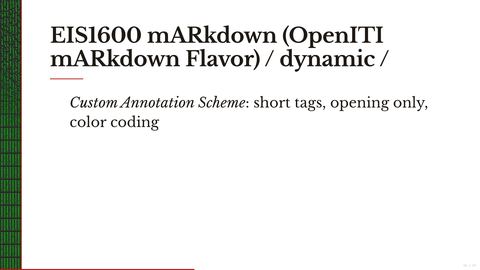 EIS1600 mARkdown (OpenITI
mARkdown Flavor) / dynamic /
Custom Annotation Scheme: short tags, opening only,
color coding